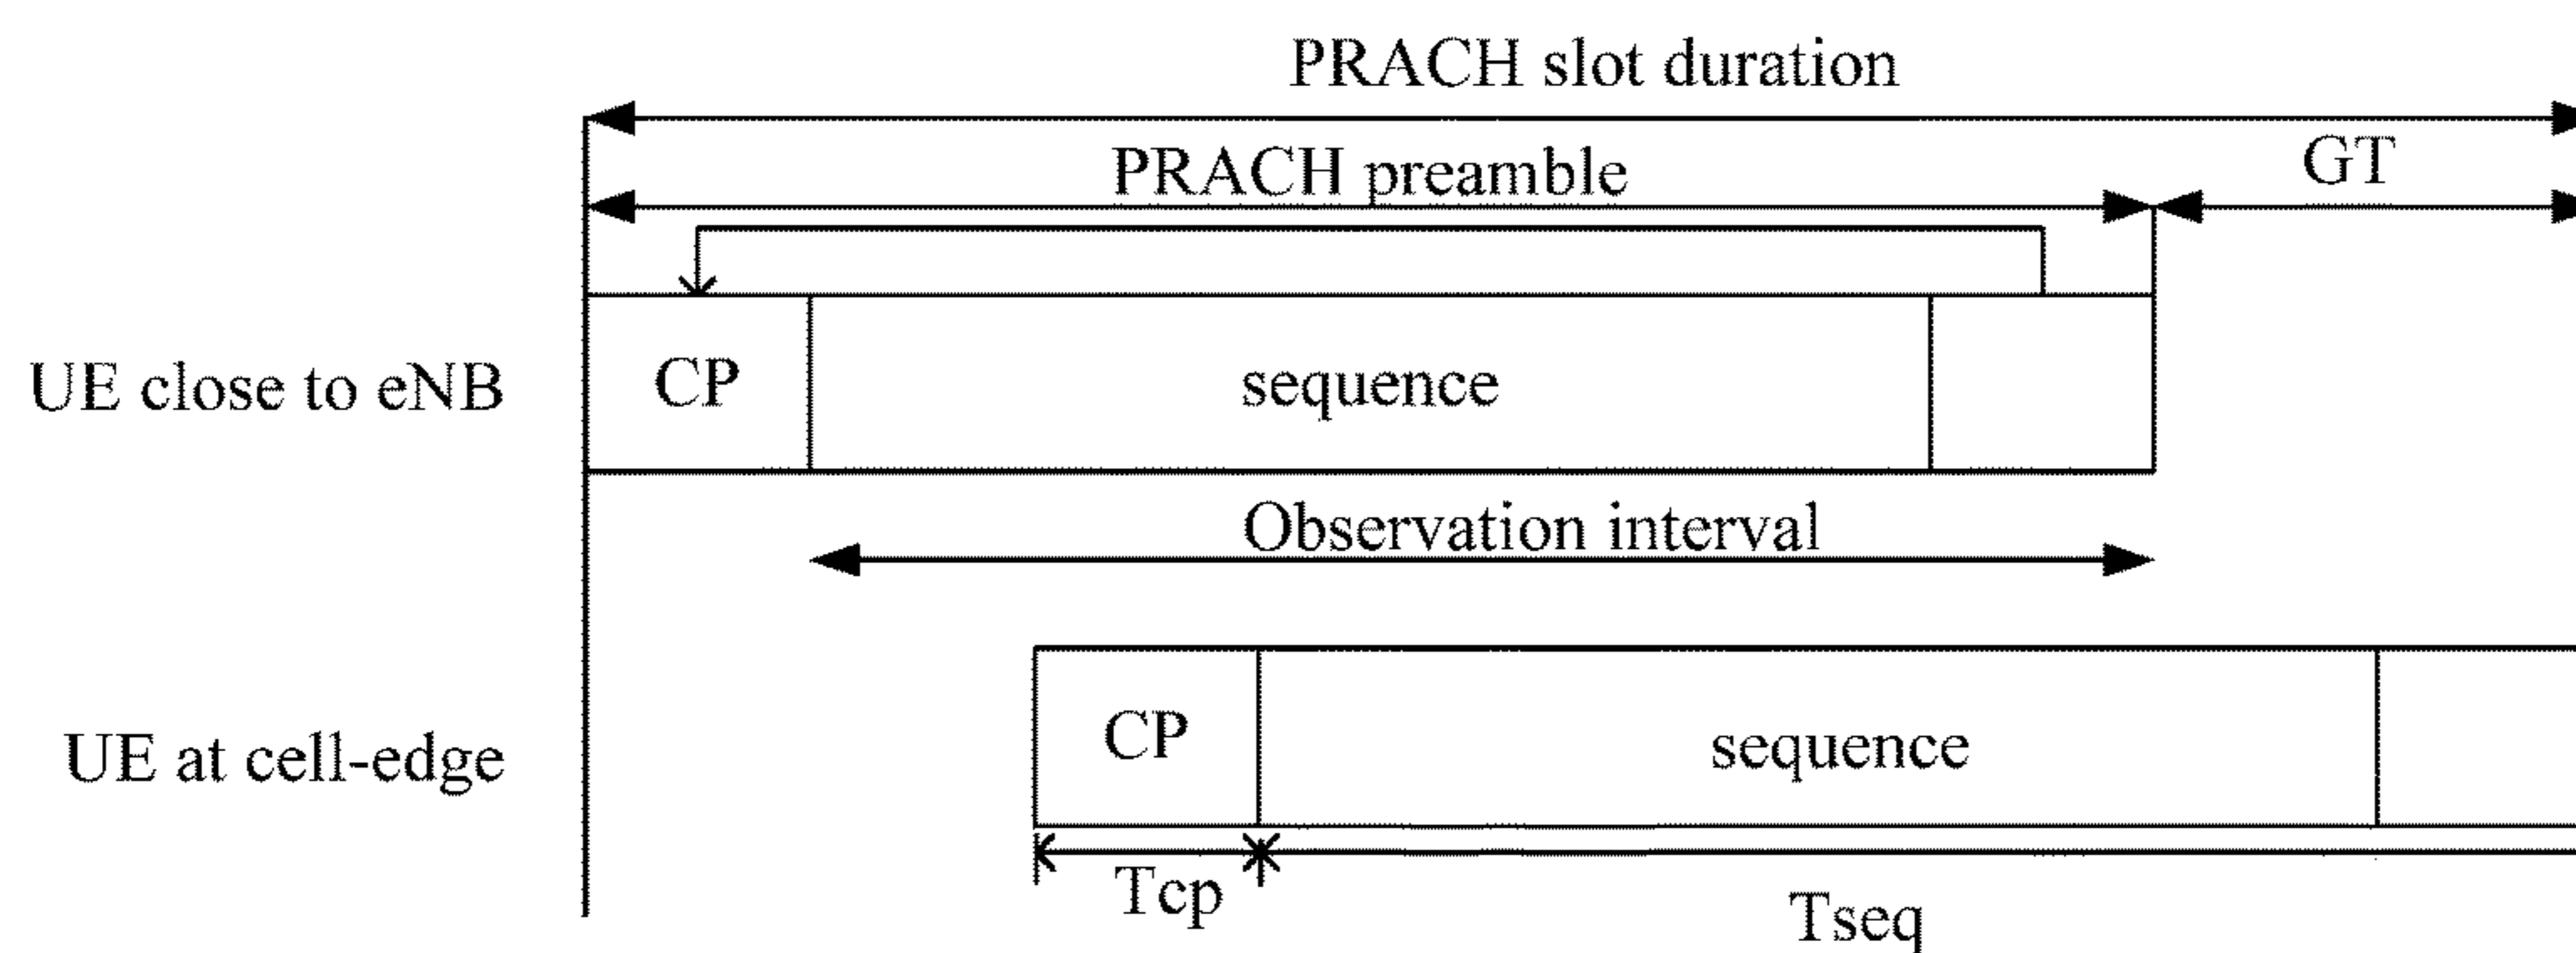 PRACH slot duration
PRACH preamble
GT
UE close to eNB
CP
sequence
Observation interval
UE at cell-edge
CP
sequence
Tcp
Tseq